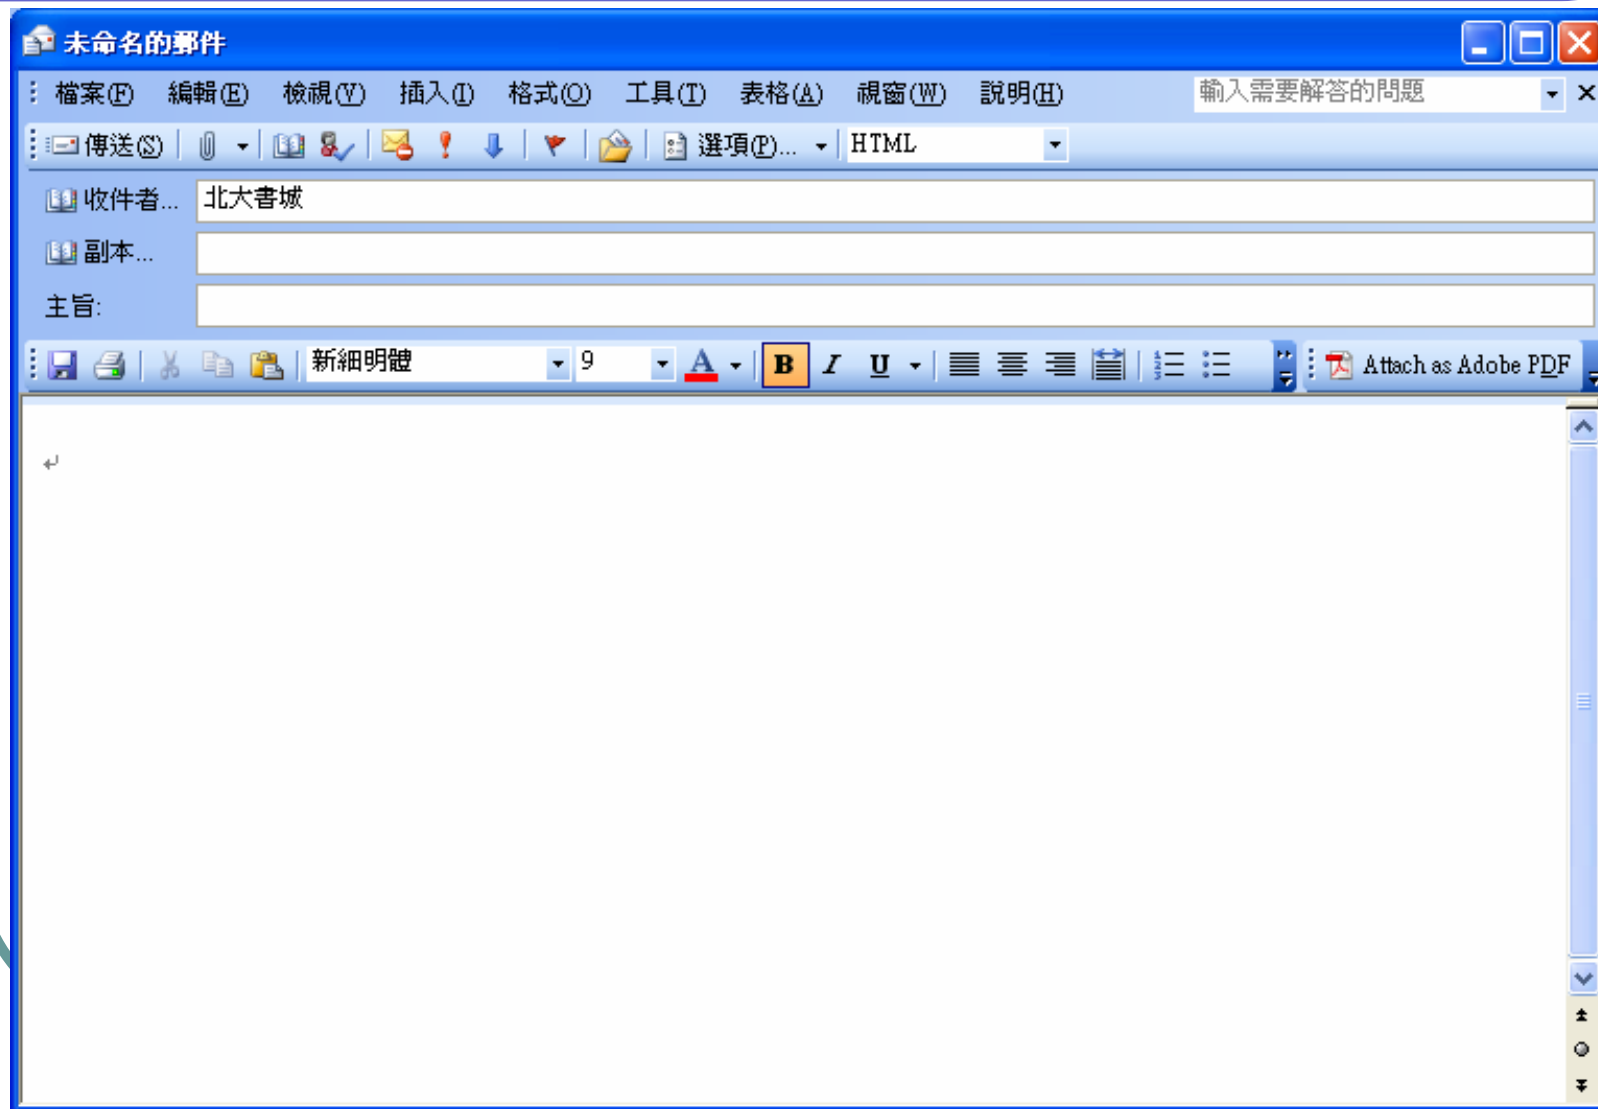 未命名的郵件
檔案(F) 編輯(E) 檢視(V) 插入(I) 格式(O) 工具(T) 表格(A) 視窗(W) 說明(H) 輸入需要解答的問題
傳送(S) 選項(P)... HTML
收件者... 北大書城
副本...
主旨:
新細明體 9 A B I U Attach as Adobe PDF